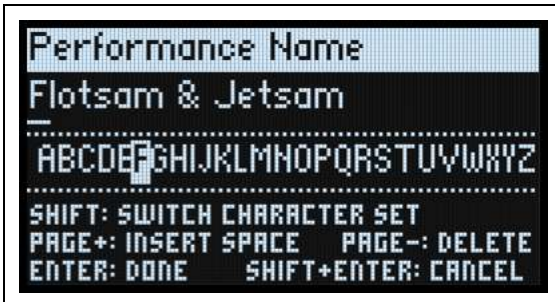 Performance Name
Flotsam & Jetsam
ABCDEFGHIJKLMNOPQRSTUVWXYZ
SHIFT: SWITCH CHARACTER SET
PAGE+: INSERT SPACE PAGE-: DELETE
ENTER: DONE SHIFT+ENTER: CANCEL